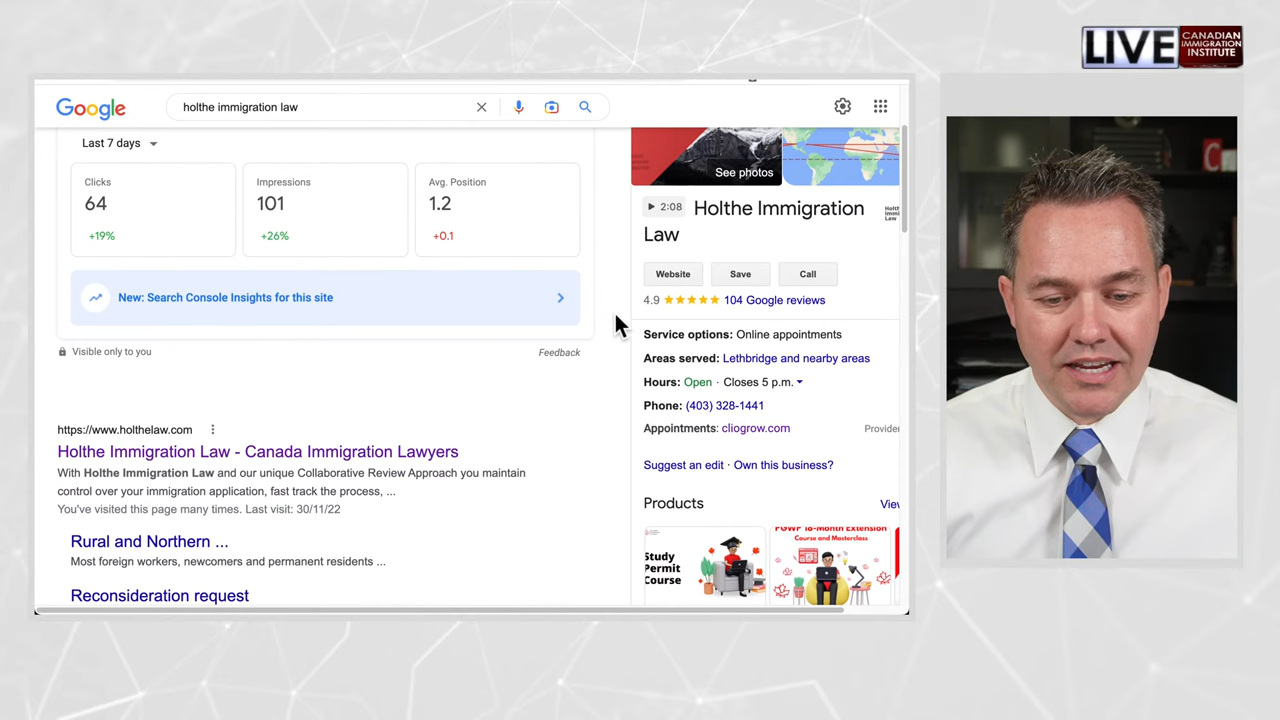 LIVE
CANADIAN
IMMIGRATION
INSTITUTE
Google
holthe immigration law
Last 7 days
Clicks
64
+19%
Impressions
101
+26%
Avg. Position
1.2
+0.1
New: Search Console Insights for this site
Visible only to you
Feedback
https://www.holthelaw.com
Holthe Immigration Law - Canada Immigration Lawyers
With Holthe Immigration Law and our unique Collaborative Review Approach you maintain
control over your immigration application, fast track the process, ...
You've visited this page many times. Last visit: 30/11/22
Rural and Northern ...
Most foreign workers, newcomers and permanent residents ...
Reconsideration request
See photos
2:08
Holthe Immigration
Law
Website
Save
Call
4.9 ★★★★★ 104 Google reviews
Service options: Online appointments
Areas served: Lethbridge and nearby areas
Hours: Open · Closes 5 p.m.
Phone: (403) 328-1441
Appointments: cliogrow.com
Suggest an edit · Own this business?
Products
Study
Permit
Course
PGWP 18-Month Extension
Course and Masterclass